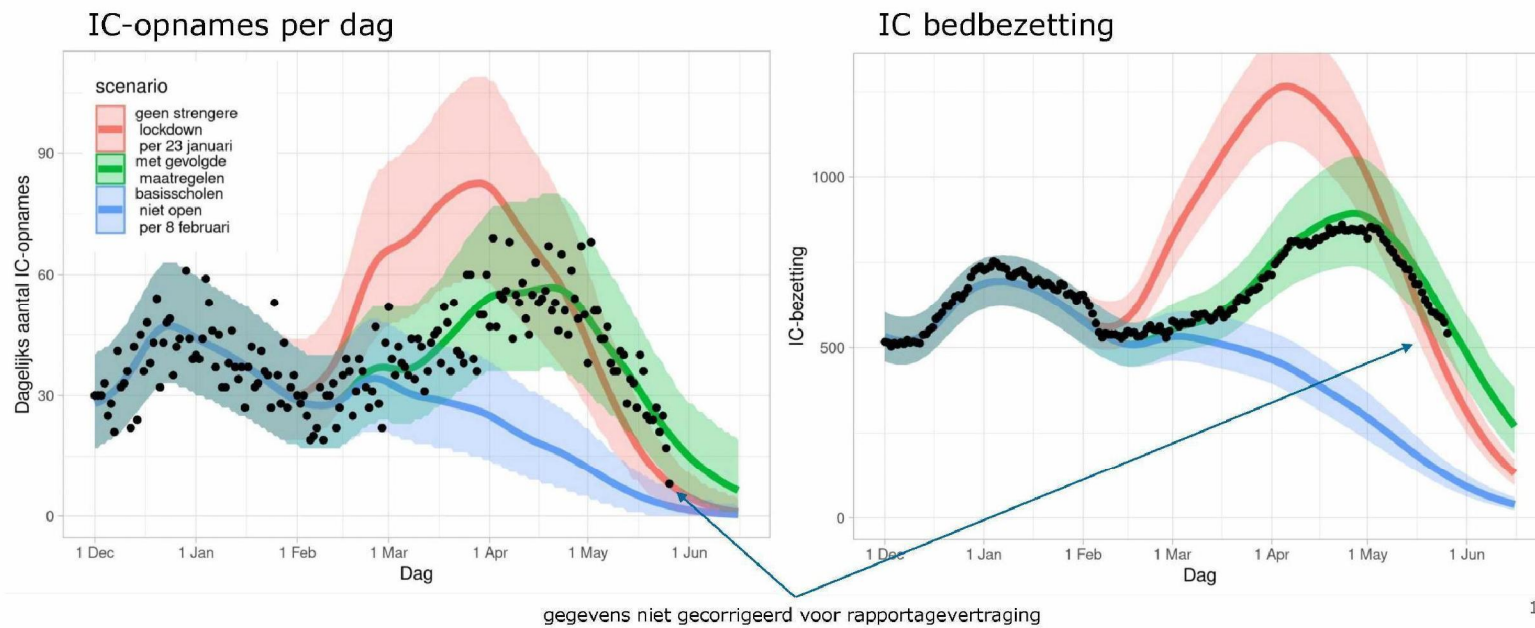 IC-opnames per dag
scenario
geen strengere
lockdown
per 23 januari
met gevolgde
maatregelen
basisscholen
niet open
per 8 februari
Dagelijks aantal IC-opnames
90
60
30
0
1 Dec
1 Jan
1 Feb
1 Mar
1 Apr
1 May
1 Jun
Dag
IC bedbezetting
IC-bezetting
1000
500
0
1 Dec
1 Jan
1 Feb
1 Mar
1 Apr
1 May
1 Jun
Dag
gegevens niet gecorrigeerd voor rapportagevertraging
1